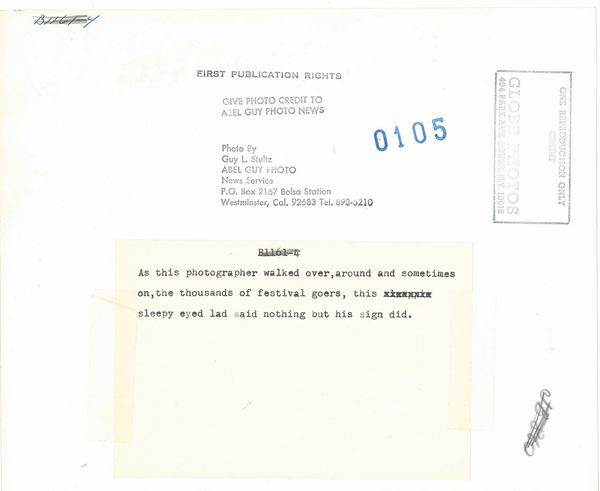 FIRST PUBLICATION RIGHTS
GIVE PHOTO CREDIT TO
ABEL GUY PHOTO NEWS
0105
Photo By
Guy L. Stultz
ABEL GUY PHOTO
News Service
P.O. Box 2167 Bolsa Station
Westminster, Cal. 92683 Tel. 893-5210
ONE REPRODUCTION ONLY
CREDIT
GLOBE PHOTOS
404 PARK AVE. SOUTH, N.Y. 10016
B1161-4
As this photographer walked over,around and sometimes
on,the thousands of festival goers, this
sleepy eyed lad said nothing but his sign did.